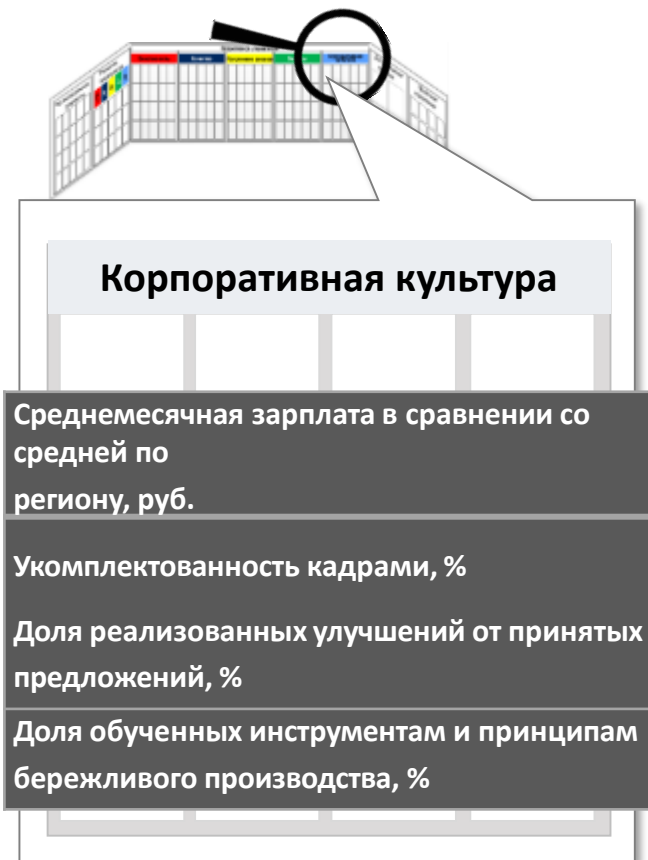 Корпоративная культура
Среднемесячная зарплата в сравнении со
средней по
региону, руб.
Укомплектованность кадрами, %
Доля реализованных улучшений от принятых
предложений, %
Доля обученных инструментам и принципам
бережливого производства, %